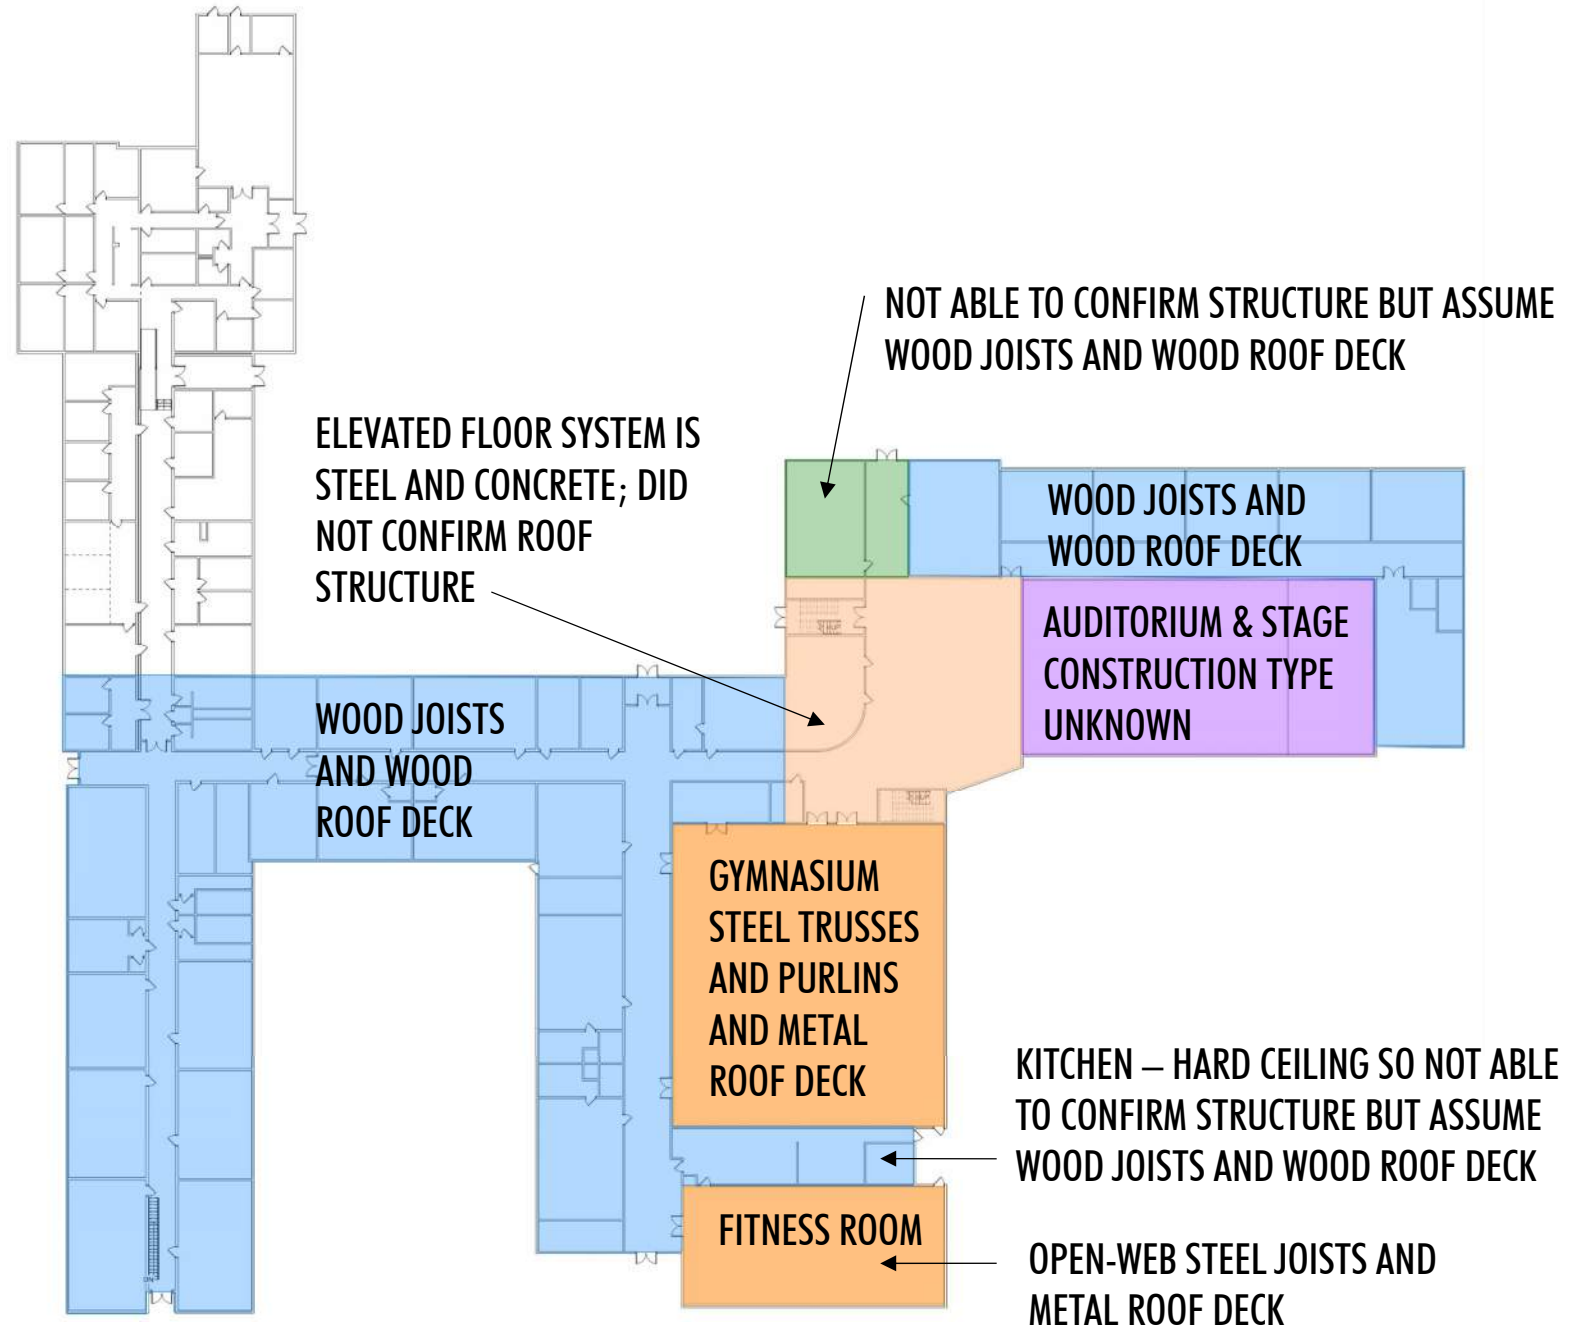 NOT ABLE TO CONFIRM STRUCTURE BUT ASSUME
WOOD JOISTS AND WOOD ROOF DECK
ELEVATED FLOOR SYSTEM IS
STEEL AND CONCRETE; DID
NOT CONFIRM ROOF
STRUCTURE
WOOD JOISTS AND
WOOD ROOF DECK
AUDITORIUM & STAGE
CONSTRUCTION TYPE
UNKNOWN
WOOD JOISTS
AND WOOD
ROOF DECK
GYMNASIUM
STEEL TRUSSES
AND PURLINS
AND METAL
ROOF DECK
KITCHEN – HARD CEILING SO NOT ABLE
TO CONFIRM STRUCTURE BUT ASSUME
WOOD JOISTS AND WOOD ROOF DECK
FITNESS ROOM
OPEN-WEB STEEL JOISTS AND
METAL ROOF DECK